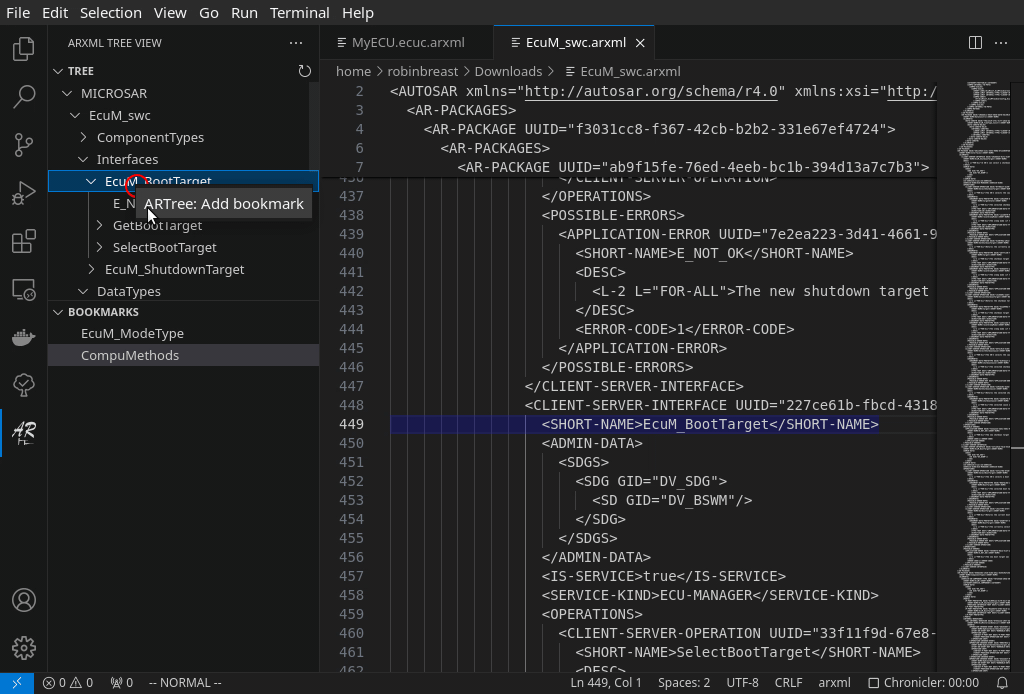 File Edit Selection View Go Run Terminal Help
ARXML TREE VIEW
TREE
MICROSAR
EcuM_swc
ComponentTypes
Interfaces
EcuM_BootTarget
E_N
ARTree: Add bookmark
GetBootTarget
SelectBootTarget
EcuM_ShutdownTarget
DataTypes
BOOKMARKS
EcuM_ModeType
CompuMethods
AR
MyECU.ecuc.arxml
EcuM_swc.arxml
home > robinbreast > Downloads > EcuM_swc.arxml
2 <AUTOSAR xmlns="http://autosar.org/schema/r4.0" xmlns:xsi="http:/
3 <AR-PACKAGES>
4 <AR-PACKAGE UUID="f3031cc8-f367-42cb-b2b2-331e67ef4724">
6 <AR-PACKAGES>
7 <AR-PACKAGE UUID="ab9f15fe-76ed-4eeb-bc1b-394d13a7c7b3">
436 </CLIENT-SERVER-OPERATION>
437 </OPERATIONS>
438 <POSSIBLE-ERRORS>
439 <APPLICATION-ERROR UUID="7e2ea223-3d41-4661-9
440 <SHORT-NAME>E_NOT_OK</SHORT-NAME>
441 <DESC>
442 <L-2 L="FOR-ALL">The new shutdown target
443 </DESC>
444 <ERROR-CODE>1</ERROR-CODE>
445 </APPLICATION-ERROR>
446 </POSSIBLE-ERRORS>
447 </CLIENT-SERVER-INTERFACE>
448 <CLIENT-SERVER-INTERFACE UUID="227ce61b-fbcd-4318
449 <SHORT-NAME>EcuM_BootTarget</SHORT-NAME>
450 <ADMIN-DATA>
451 <SDGS>
452 <SDG GID="DV_SDG">
453 <SD GID="DV_BSWM"/>
454 </SDG>
455 </SDGS>
456 </ADMIN-DATA>
457 <IS-SERVICE>true</IS-SERVICE>
458 <SERVICE-KIND>ECU-MANAGER</SERVICE-KIND>
459 <OPERATIONS>
460 <CLIENT-SERVER-OPERATION UUID="33f11f9d-67e8-
461 <SHORT-NAME>SelectBootTarget</SHORT-NAME>
462 <DESC>
0 0 0 -- NORMAL -- Ln 449, Col 1 Spaces: 2 UTF-8 CRLF arxml Chronicler: 00:00